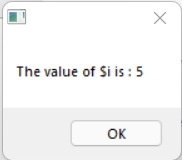 The value of $i is : 5
OK